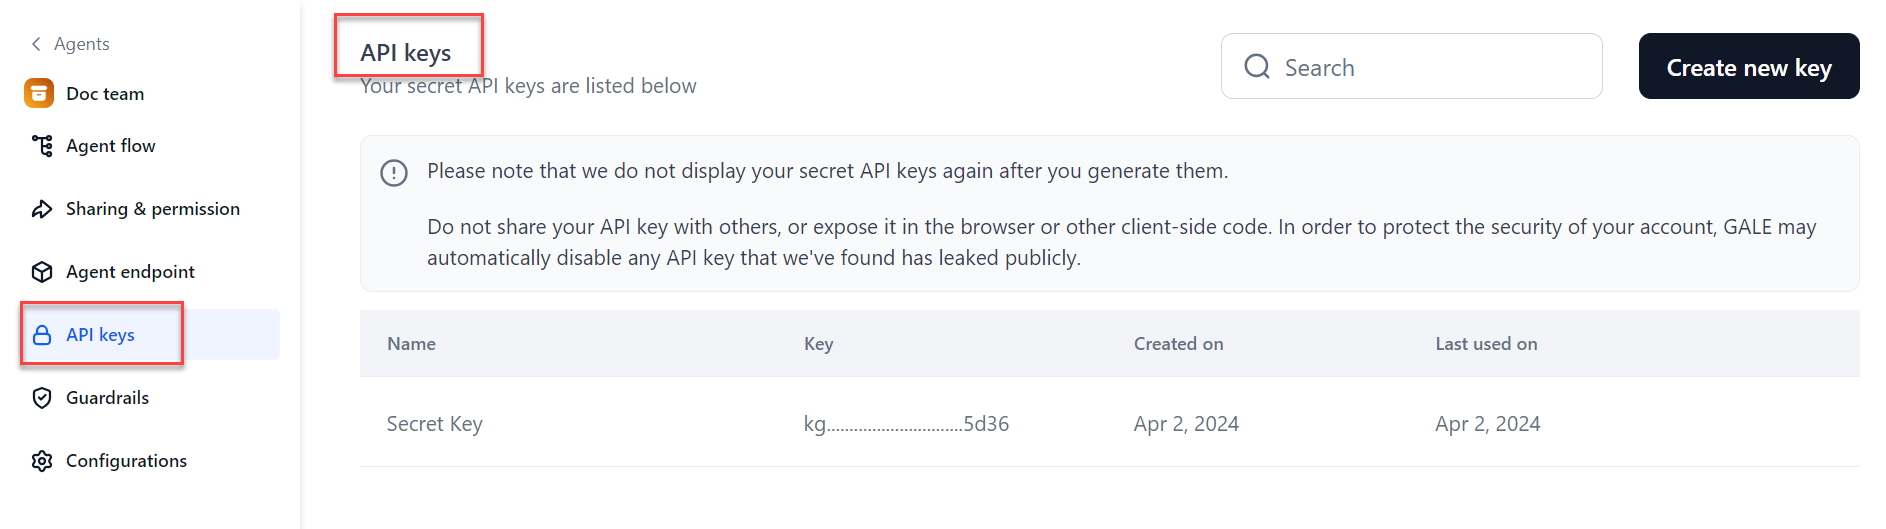 Agents
Doc team
Agent flow
Sharing & permission
Agent endpoint
API keys
Guardrails
Configurations
API keys
Your secret API keys are listed below
Search
Create new key
Please note that we do not display your secret API keys again after you generate them.
Do not share your API key with others, or expose it in the browser or other client-side code. In order to protect the security of your account, GALE may
automatically disable any API key that we've found has leaked publicly.
Name Key Created on Last used on
Secret Key kg..............................5d36 Apr 2, 2024 Apr 2, 2024